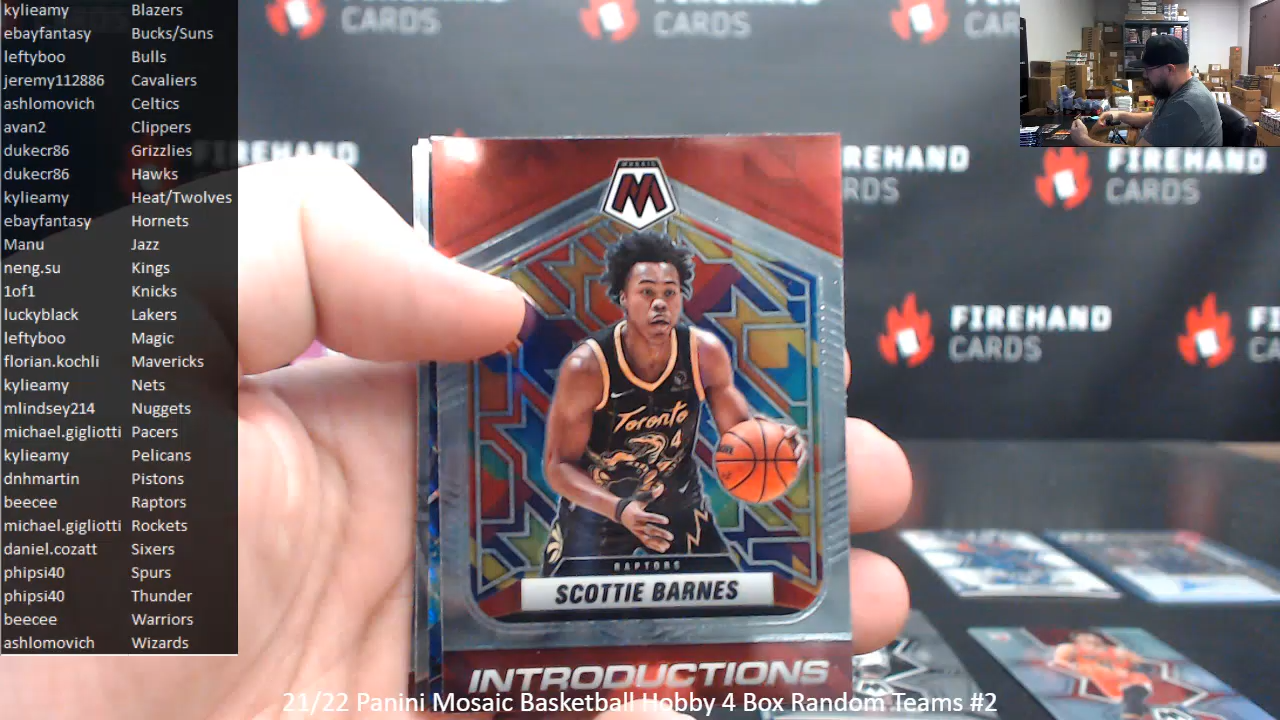 kylieamy Blazers
ebayfantasy Bucks/Suns
leftyboo Bulls
jeremy112886 Cavaliers
ashlomovich Celtics
avan2 Clippers
dukecr86 Grizzlies
dukecr86 Hawks
kylieamy Heat/Twolves
ebayfantasy Hornets
Manu Jazz
neng.su Kings
1of1 Knicks
luckyblack Lakers
leftyboo Magic
florian.kochli Mavericks
kylieamy Nets
mlindsey214 Nuggets
michael.gigliotti Pacers
kylieamy Pelicans
dnhmartin Pistons
beecee Raptors
michael.gigliotti Rockets
daniel.cozatt Sixers
phipsi40 Spurs
phipsi40 Thunder
beecee Warriors
ashlomovich Wizards
CARDS
CARDS
CARDS
FIREHAND
FIREHAND
CARDS
FIREHAND
CARDS
MOSAIC
M
Toronto
4
RAPTORS
SCOTTIE BARNES
INTRODUCTIONS
21/22 Panini Mosaic Basketball Hobby 4 Box Random Teams #2